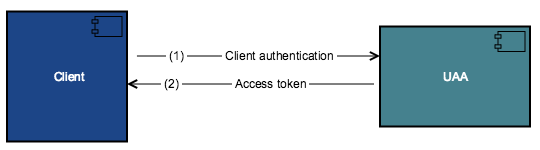 Client
(1) Client authentication
(2) Access token
UAA